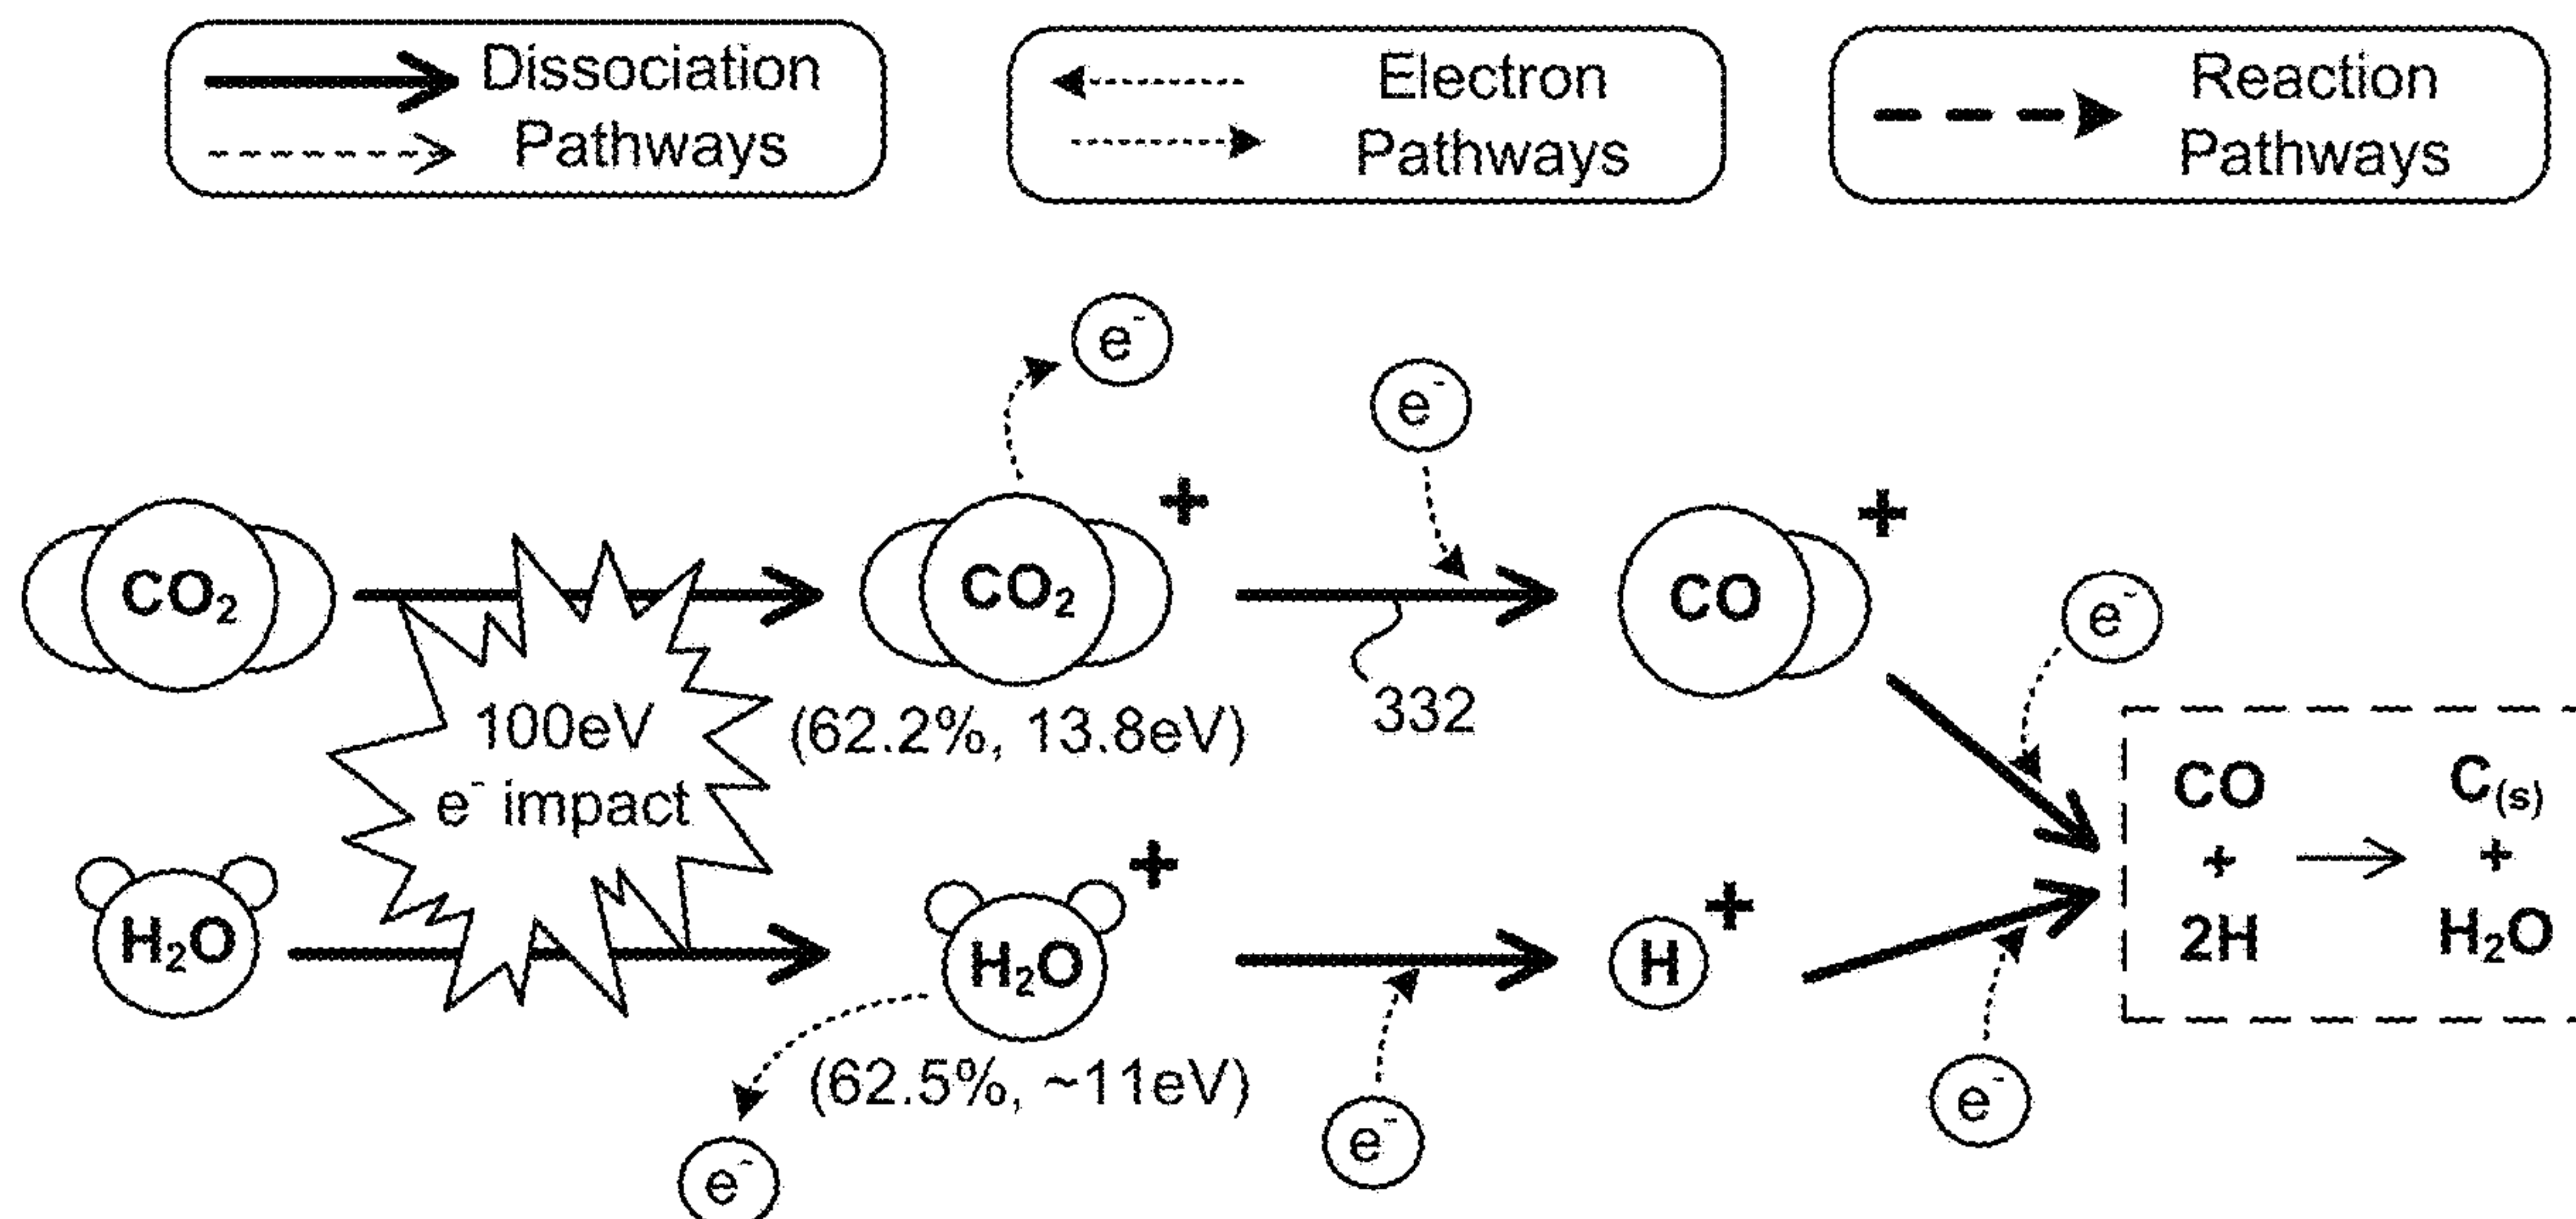 Dissociation
Pathways
Electron
Pathways
Reaction
Pathways
e⁻
e⁻
+
+
CO₂
CO₂
CO
e⁻
100eV
e⁻ impact
(62.2%, 13.8eV)
332
CO
+
2H
C₍s₎
+
H₂O
+
+
H₂O
H₂O
H
(62.5%, ~11eV)
e⁻
e⁻
e⁻